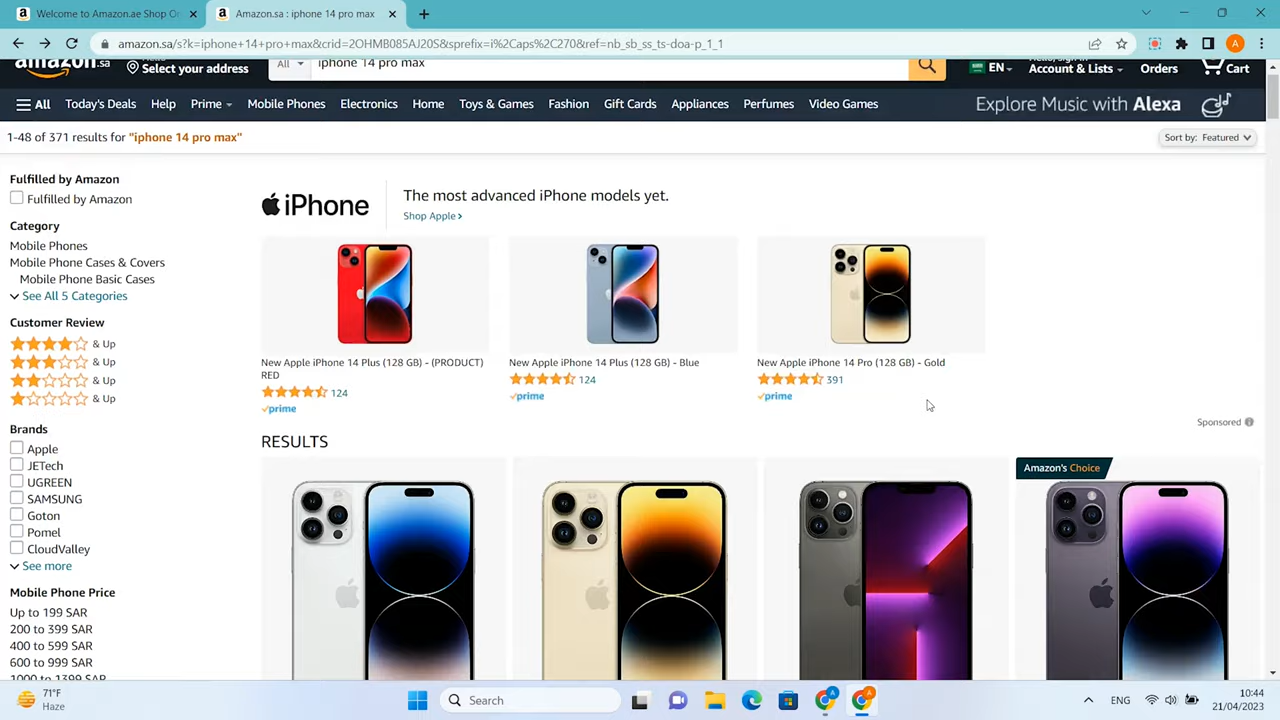 Welcome to Amazon.ae Shop On
Amazon.sa : iphone 14 pro max
amazon.sa/s?k=iphone+14+pro+max&crid=2OHMB085AJ20S&sprefix=i%2Caps%2C270&ref=nb_sb_ss_ts-doa-p_1_1
A
amazon.sa
Select your address
All
iphone 14 pro max
EN
Account & Lists
Orders
Cart
All
Today's Deals
Help
Prime
Mobile Phones
Electronics
Home
Toys & Games
Fashion
Gift Cards
Appliances
Perfumes
Video Games
Explore Music with Alexa
1-48 of 371 results for "iphone 14 pro max"
Sort by: Featured
Fulfilled by Amazon
Fulfilled by Amazon
Category
Mobile Phones
Mobile Phone Cases & Covers
Mobile Phone Basic Cases
See All 5 Categories
Customer Review
& Up
& Up
& Up
& Up
Brands
Apple
JETech
UGREEN
SAMSUNG
Goton
Pomel
CloudValley
See more
Mobile Phone Price
Up to 199 SAR
200 to 399 SAR
400 to 599 SAR
600 to 999 SAR
1000 to 1399 SAR
iPhone
The most advanced iPhone models yet.
Shop Apple ›
New Apple iPhone 14 Plus (128 GB) - (PRODUCT)
RED
124
prime
New Apple iPhone 14 Plus (128 GB) - Blue
124
prime
New Apple iPhone 14 Pro (128 GB) - Gold
391
prime
Sponsored
RESULTS
Amazon's Choice
71°F
Haze
Search
A
A
ENG
10:44
21/04/2023